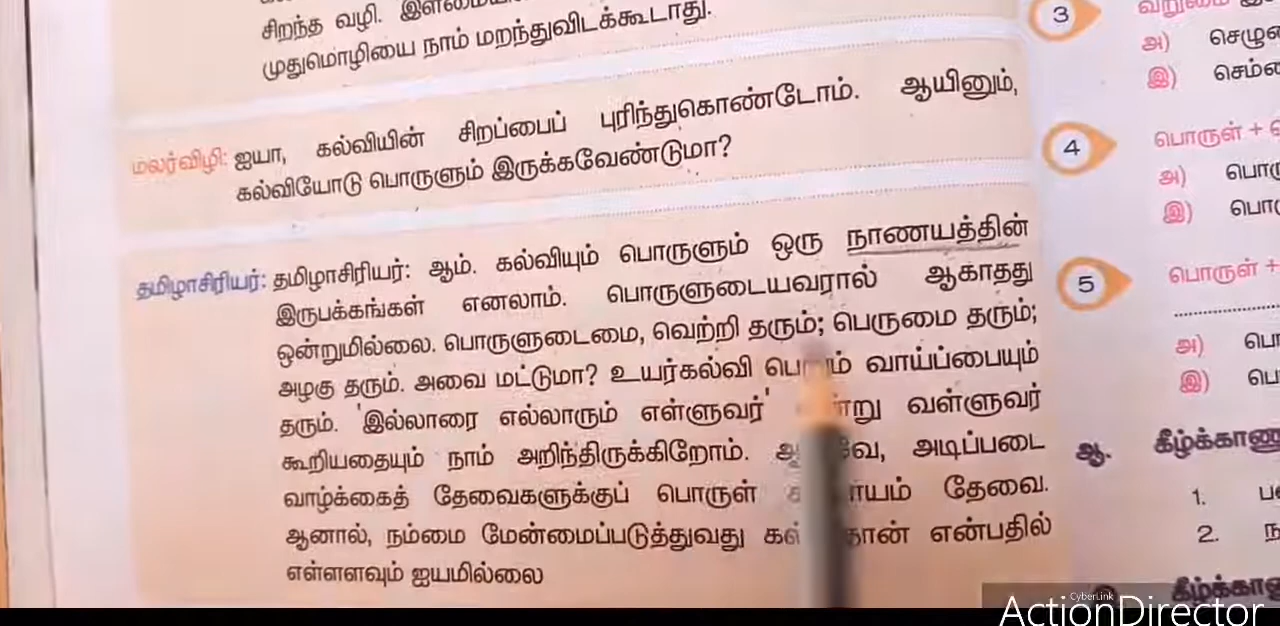 சிறந்த வழி.
முதுமொழியை நாம் மறந்துவிடக்கூடாது.
மலர்விழி: ஐயா, கல்வியின் சிறப்பைப் புரிந்துகொண்டோம். ஆயினும்,
கல்வியோடு பொருளும் இருக்கவேண்டுமா?
தமிழாசிரியர்: தமிழாசிரியர்: ஆம். கல்வியும் பொருளும் ஒரு நாணயத்தின்
இருபக்கங்கள் எனலாம். பொருளுடையவரால் ஆகாதது
ஒன்றுமில்லை. பொருளுடைமை, வெற்றி தரும்; பெருமை தரும்;
அழகு தரும். அவை மட்டுமா? உயர்கல்வி வாய்ப்பையும்
தரும். 'இல்லாரை எல்லாரும் எள்ளுவர்' வள்ளுவர்
கூறியதையும் நாம் அறிந்திருக்கிறோம். அடிப்படை
வாழ்க்கைத் தேவைகளுக்குப் பொருள் தேவை.
ஆனால், நம்மை மேன்மைப்படுத்துவது என்பதில்
எள்ளளவும் ஐயமில்லை
3
அ)
இ)
4
பொருள் +
அ)
இ)
5
பொருள் +
அ)
இ)
ஆ.
1.
2.
CyberLink
ActionDirector